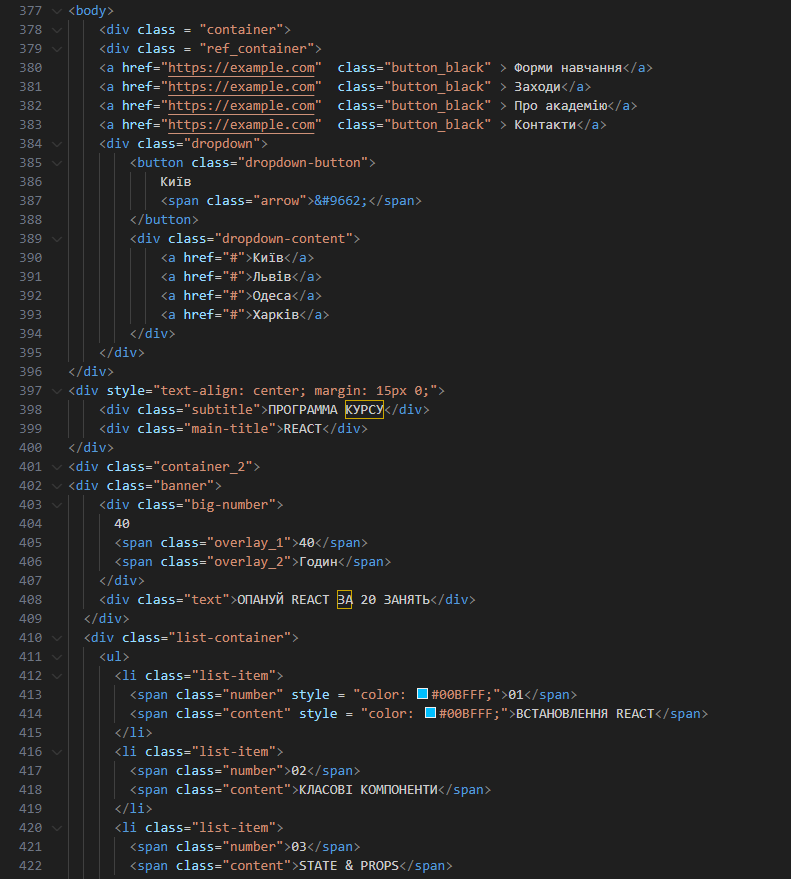 377 <body>
378 <div class = "container">
379 <div class = "ref_container">
380 <a href="https://example.com"  class="button_black" > Форми навчання</a>
381 <a href="https://example.com"  class="button_black" > Заходи</a>
382 <a href="https://example.com"  class="button_black" > Про академію</a>
383 <a href="https://example.com"  class="button_black" > Контакти</a>
384 <div class="dropdown">
385 <button class="dropdown-button">
386 Київ
387 <span class="arrow">&#9662;</span>
388 </button>
389 <div class="dropdown-content">
390 <a href="#">Київ</a>
391 <a href="#">Львів</a>
392 <a href="#">Одеса</a>
393 <a href="#">Харків</a>
394 </div>
395 </div>
396 </div>
397 <div style="text-align: center; margin: 15px 0;">
398 <div class="subtitle">ПРОГРАММА КУРСУ</div>
399 <div class="main-title">REACT</div>
400 </div>
401 <div class="container_2">
402 <div class="banner">
403 <div class="big-number">
404 40
405 <span class="overlay_1">40</span>
406 <span class="overlay_2">Годин</span>
407 </div>
408 <div class="text">ОПАНУЙ REACT ЗА 20 ЗАНЯТЬ</div>
409 </div>
410 <div class="list-container">
411 <ul>
412 <li class="list-item">
413 <span class="number" style = "color: #00BFFF;">01</span>
414 <span class="content" style = "color: #00BFFF;">ВСТАНОВЛЕННЯ REACT</span>
415 </li>
416 <li class="list-item">
417 <span class="number">02</span>
418 <span class="content">КЛАСОВІ КОМПОНЕНТИ</span>
419 </li>
420 <li class="list-item">
421 <span class="number">03</span>
422 <span class="content">STATE & PROPS</span>